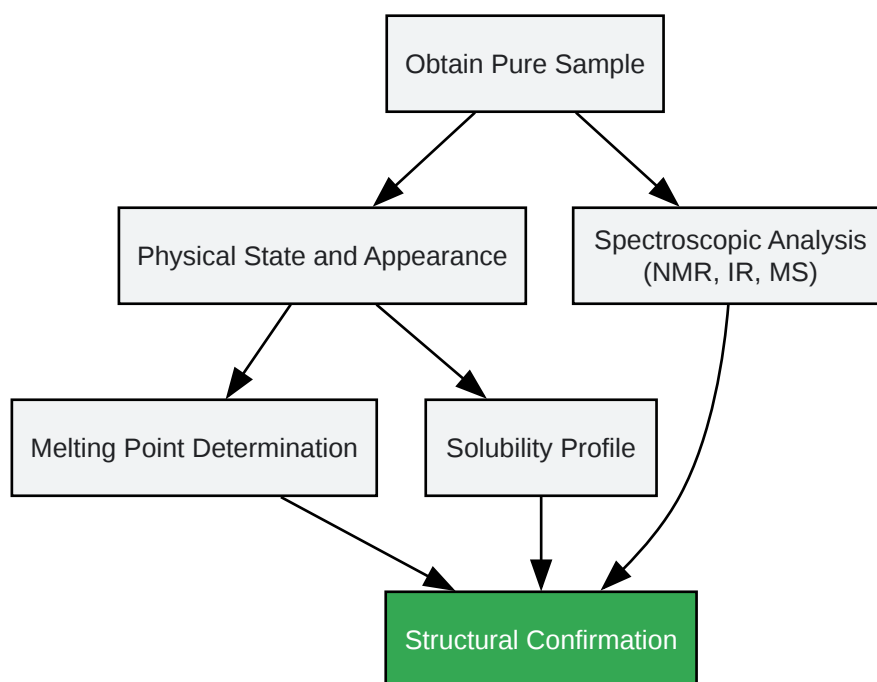 Obtain Pure Sample
Physical State and Appearance
Spectroscopic Analysis
(NMR, IR, MS)
Melting Point Determination
Solubility Profile
Structural Confirmation